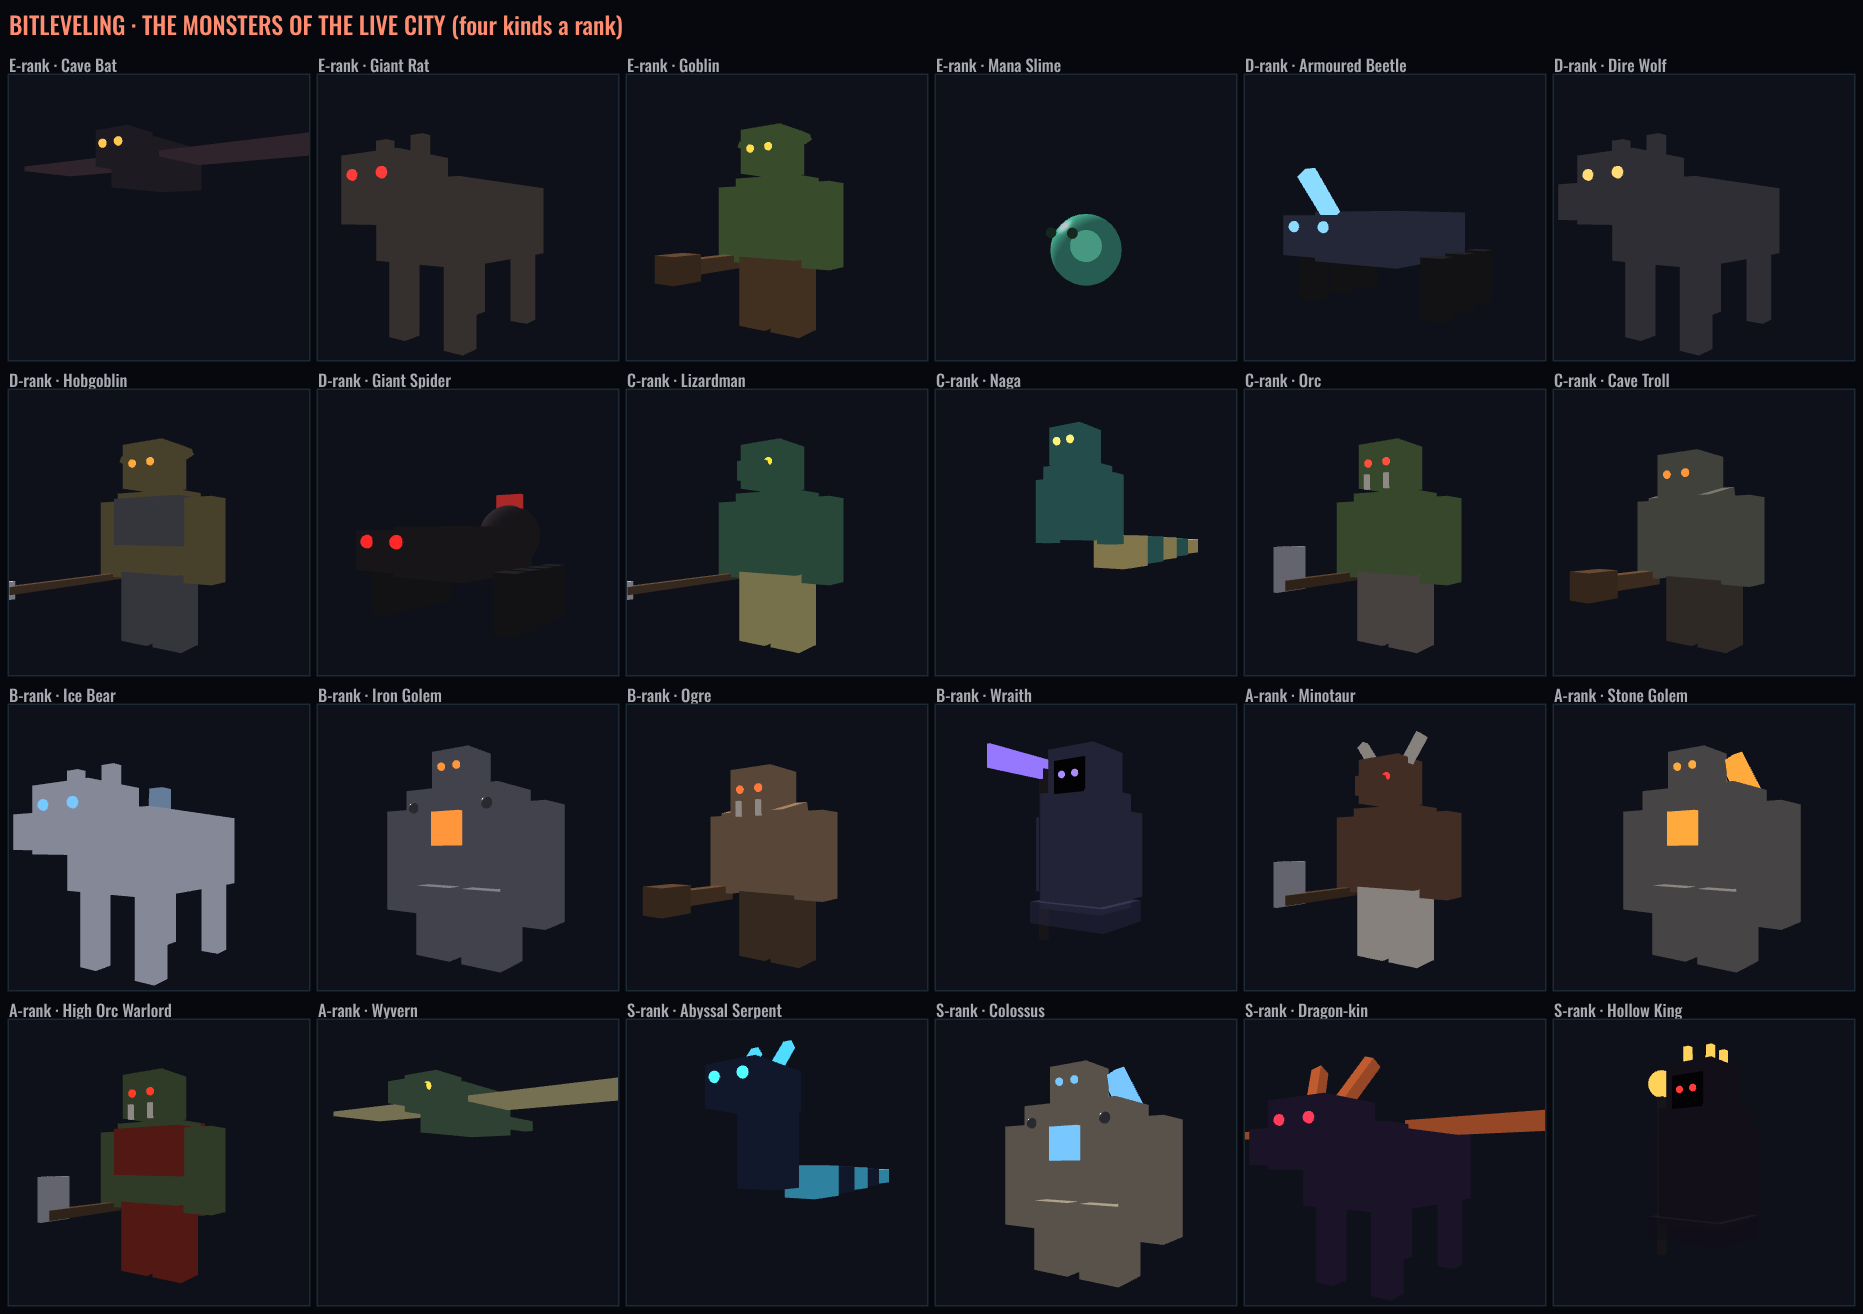 BITLEVELING · THE MONSTERS OF THE LIVE CITY (four kinds a rank)
E-rank · Cave Bat
E-rank · Giant Rat
E-rank · Goblin
E-rank · Mana Slime
D-rank · Armoured Beetle
D-rank · Dire Wolf
D-rank · Hobgoblin
D-rank · Giant Spider
C-rank · Lizardman
C-rank · Naga
C-rank · Orc
C-rank · Cave Troll
B-rank · Ice Bear
B-rank · Iron Golem
B-rank · Ogre
B-rank · Wraith
A-rank · Minotaur
A-rank · Stone Golem
A-rank · High Orc Warlord
A-rank · Wyvern
S-rank · Abyssal Serpent
S-rank · Colossus
S-rank · Dragon-kin
S-rank · Hollow King